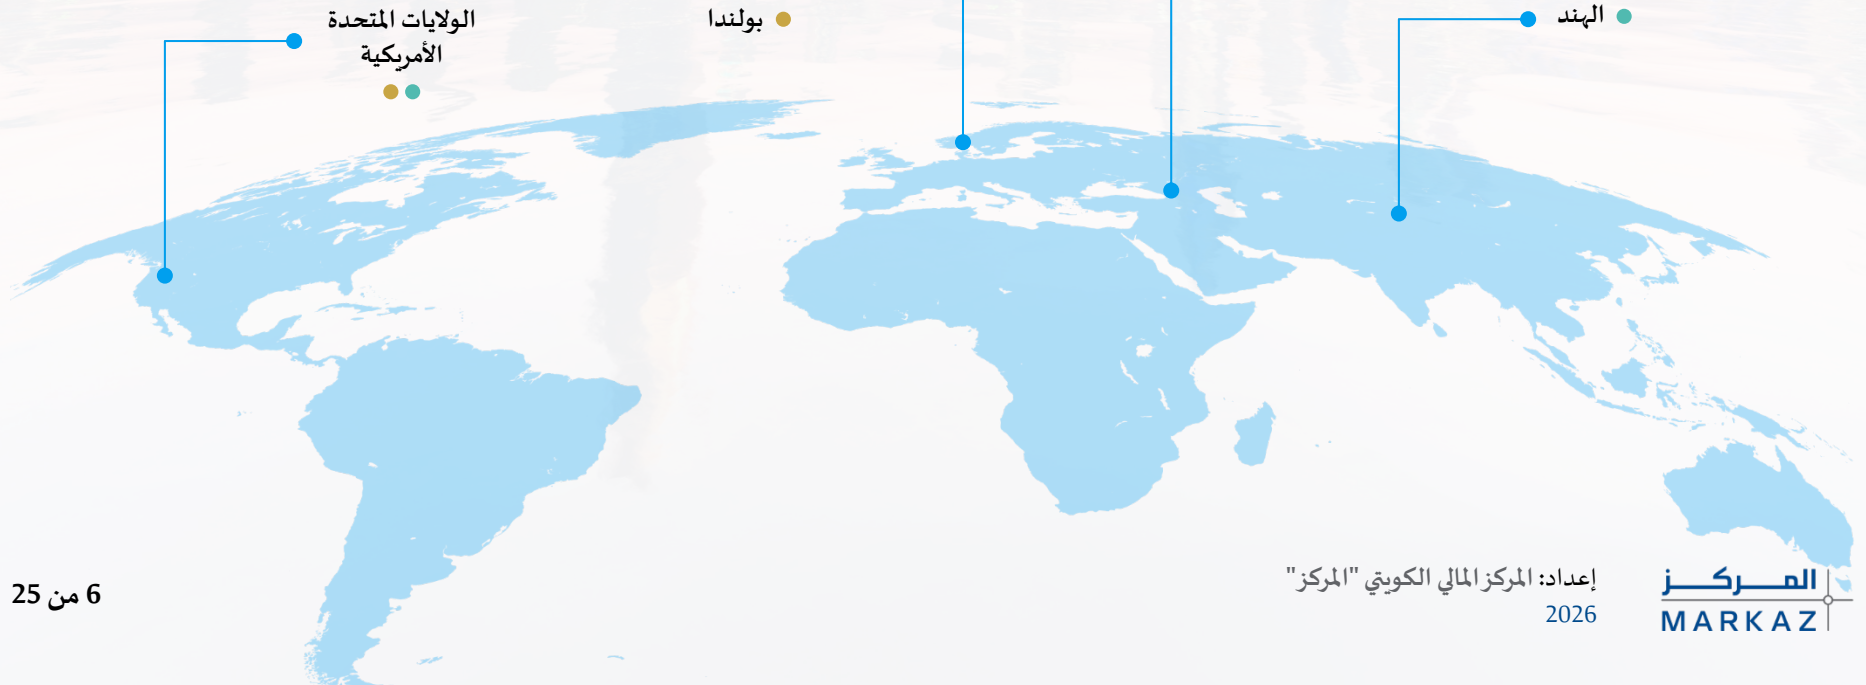 الهند
بولندا
الولايات المتحدة
الأمريكية
إعداد: المركز المالي الكويتي "المركز"
2026
المركز
MARKAZ
6 من 25